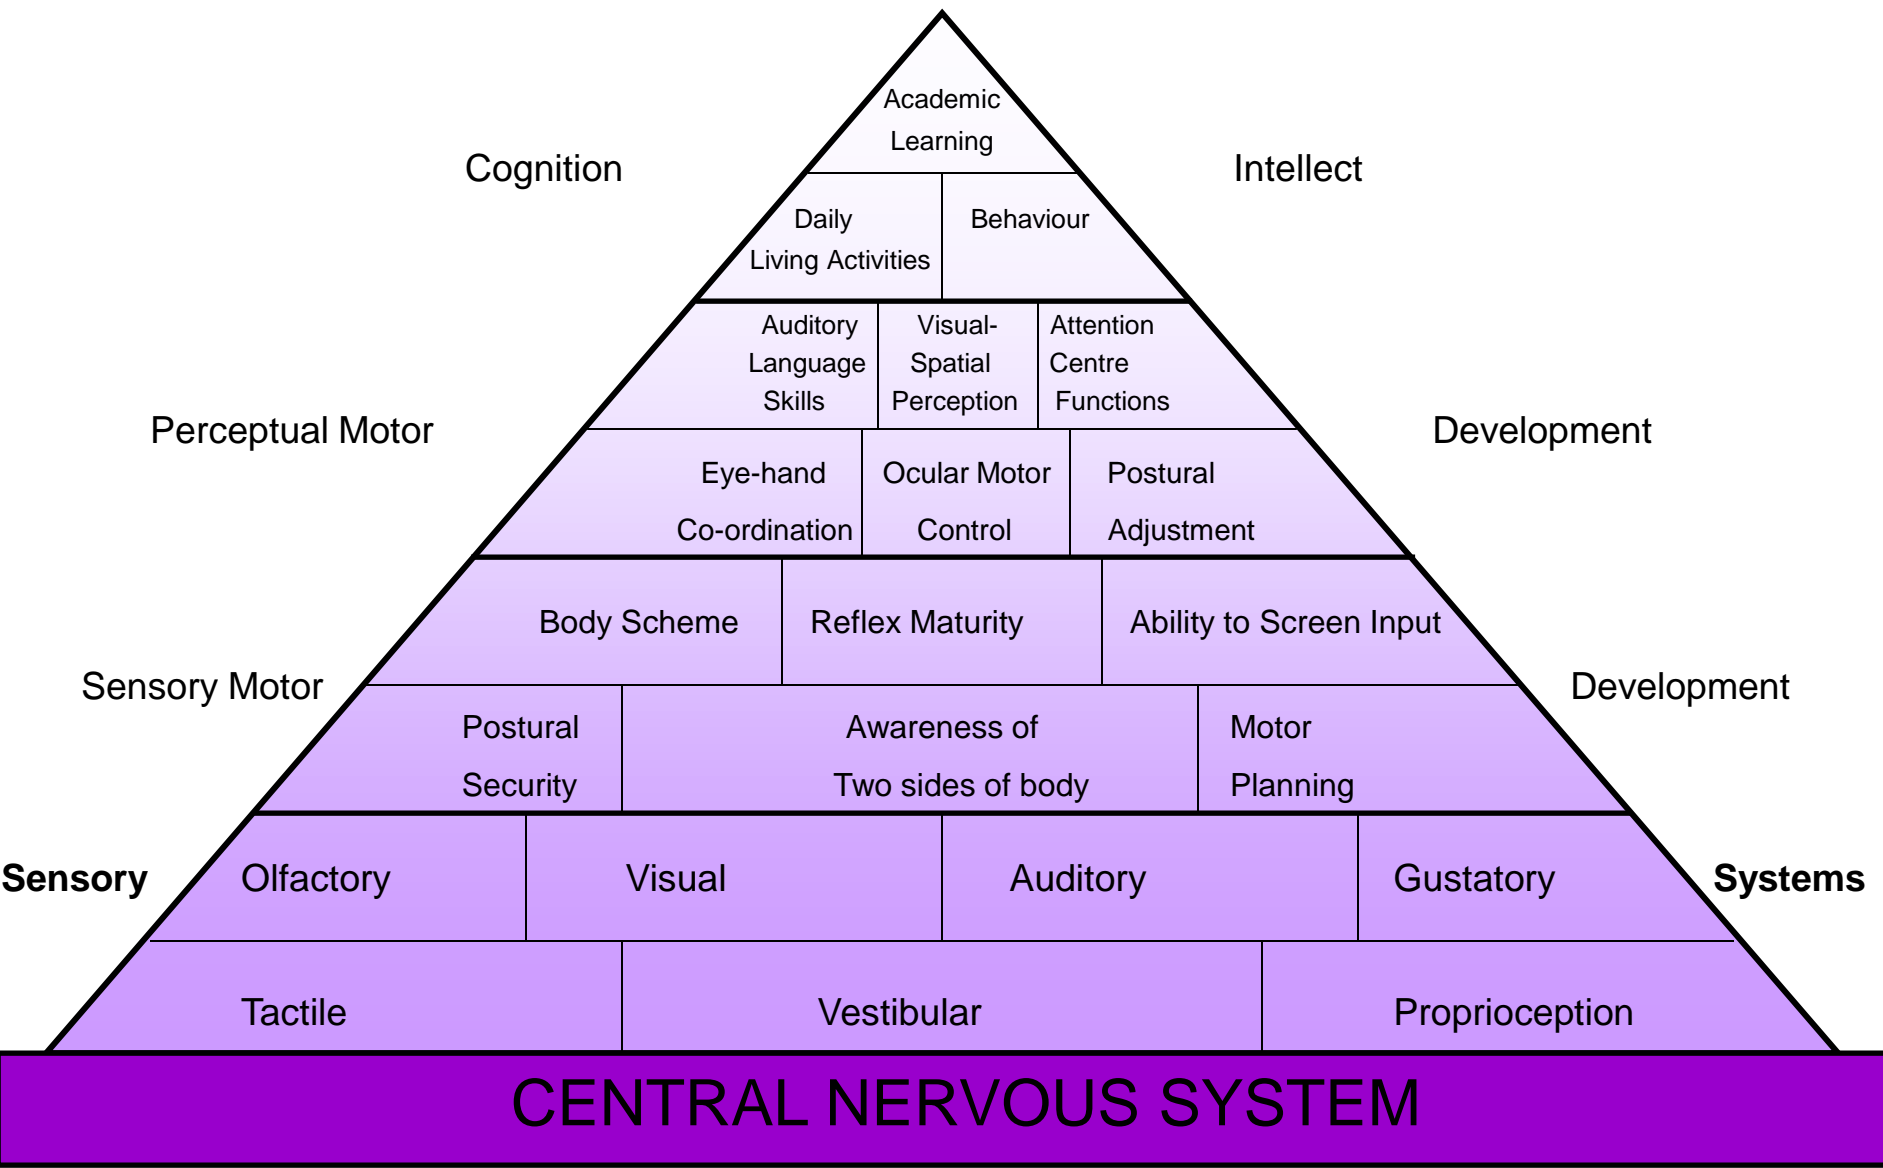 Academic
Learning
Cognition
Intellect
Daily
Living Activities
Behaviour
Auditory
Language
Skills
Visual-
Spatial
Perception
Attention
Centre
Functions
Perceptual Motor
Development
Eye-hand
Co-ordination
Ocular Motor
Control
Postural
Adjustment
Body Scheme
Reflex Maturity
Ability to Screen Input
Sensory Motor
Development
Postural
Security
Awareness of
Two sides of body
Motor
Planning
Sensory
Olfactory
Visual
Auditory
Gustatory
Systems
Tactile
Vestibular
Proprioception
CENTRAL NERVOUS SYSTEM